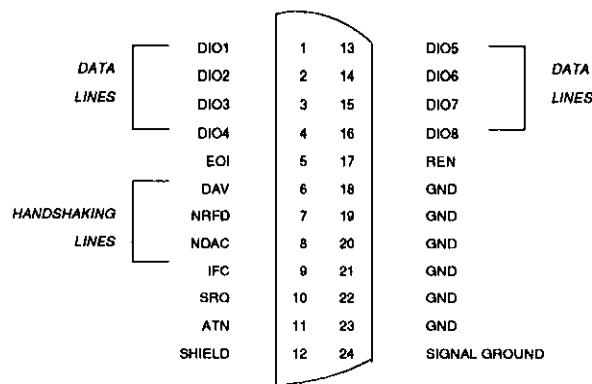 DIO1 1 13 DIO5
DATA DIO2 2 14 DIO6 DATA
LINES DIO3 3 15 DIO7 LINES
DIO4 4 16 DIO8
EOI 5 17 REN
DAV 6 18 GND
HANDSHAKING NRFD 7 19 GND
LINES NDAC 8 20 GND
IFC 9 21 GND
SRQ 10 22 GND
ATN 11 23 GND
SHIELD 12 24 SIGNAL GROUND